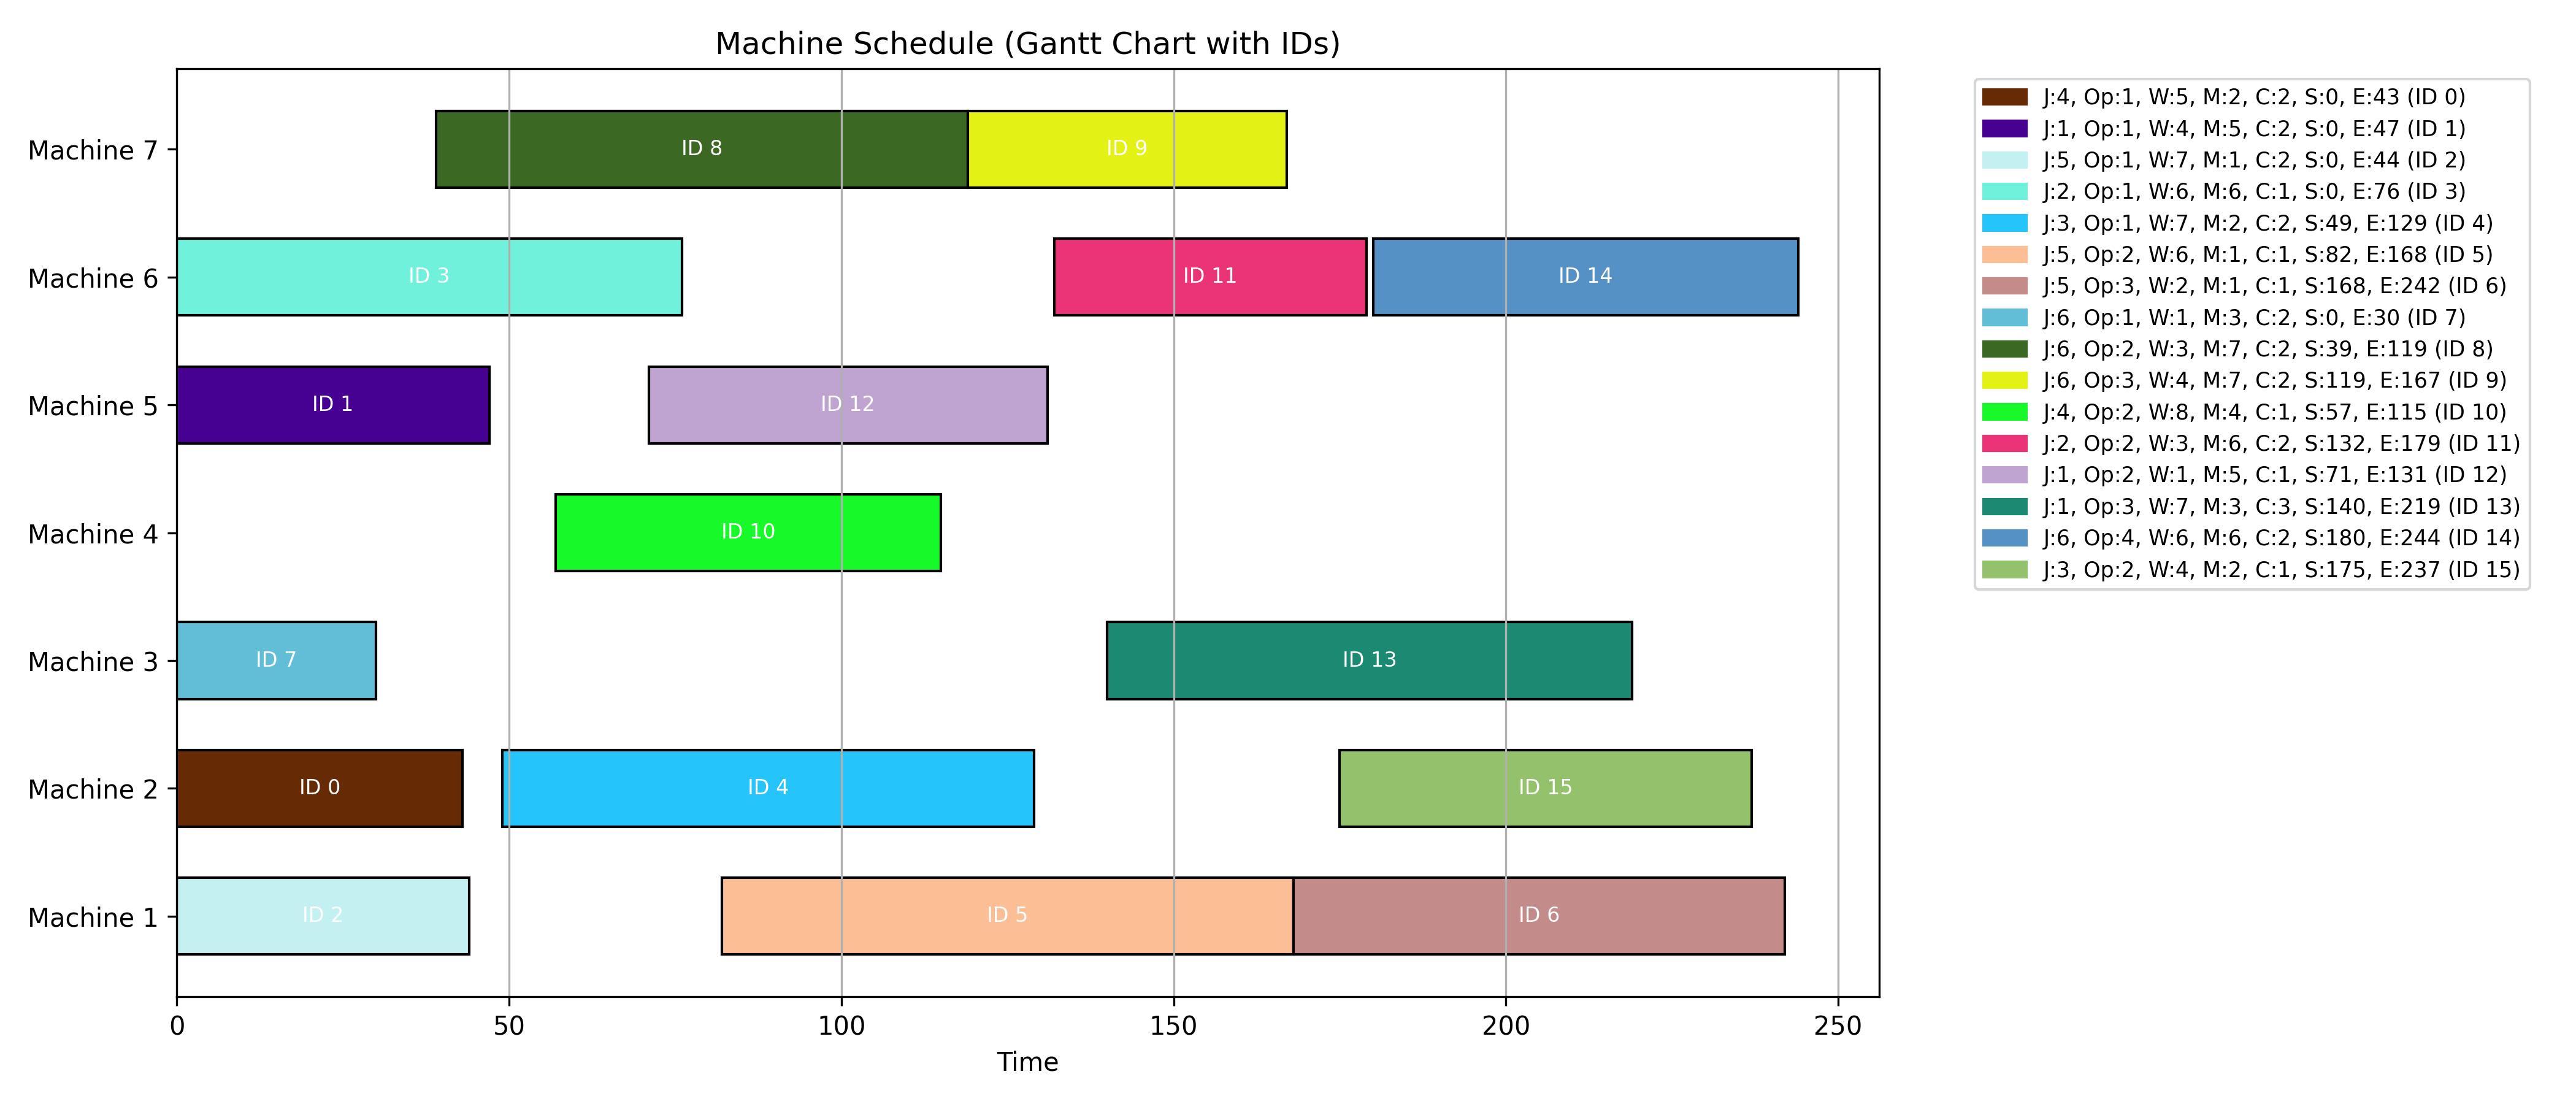 Machine Schedule (Gantt Chart with IDs)
Machine 7
ID 8
ID 9
Machine 6
ID 3
ID 11
ID 14
Machine 5
ID 1
ID 12
Machine 4
ID 10
Machine 3
ID 7
ID 13
Machine 2
ID 0
ID 4
ID 15
Machine 1
ID 2
ID 5
ID 6
0 50 100 150 200 250
Time
J:4, Op:1, W:5, M:2, C:2, S:0, E:43 (ID 0)
J:1, Op:1, W:4, M:5, C:2, S:0, E:47 (ID 1)
J:5, Op:1, W:7, M:1, C:2, S:0, E:44 (ID 2)
J:2, Op:1, W:6, M:6, C:1, S:0, E:76 (ID 3)
J:3, Op:1, W:7, M:2, C:2, S:49, E:129 (ID 4)
J:5, Op:2, W:6, M:1, C:1, S:82, E:168 (ID 5)
J:5, Op:3, W:2, M:1, C:1, S:168, E:242 (ID 6)
J:6, Op:1, W:1, M:3, C:2, S:0, E:30 (ID 7)
J:6, Op:2, W:3, M:7, C:2, S:39, E:119 (ID 8)
J:6, Op:3, W:4, M:7, C:2, S:119, E:167 (ID 9)
J:4, Op:2, W:8, M:4, C:1, S:57, E:115 (ID 10)
J:2, Op:2, W:3, M:6, C:2, S:132, E:179 (ID 11)
J:1, Op:2, W:1, M:5, C:1, S:71, E:131 (ID 12)
J:1, Op:3, W:7, M:3, C:3, S:140, E:219 (ID 13)
J:6, Op:4, W:6, M:6, C:2, S:180, E:244 (ID 14)
J:3, Op:2, W:4, M:2, C:1, S:175, E:237 (ID 15)